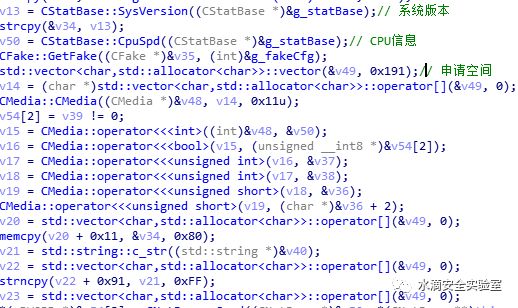 v13 = CStatBase::SysVersion((CStatBase *)&g_statBase);// 系统版本
strcpy(&v34, v13);
v50 = CStatBase::CpuSpd((CStatBase *)&g_statBase);// CPU信息
CFake::GetFake((CFake *)&v35, (int)&g_fakeCfg);
std::vector<char,std::allocator<char>>::vector(&v49, 0x191);// 申请空间
v14 = (char *)std::vector<char,std::allocator<char>>::operator[](&v49, 0);
CMedia::CMedia((CMedia *)&v48, v14, 0x11u);
v54[2] = v39 != 0;
v15 = CMedia::operator<<<int>((int)&v48, &v50);
v16 = CMedia::operator<<<bool>(v15, (unsigned __int8 *)&v54[2]);
v17 = CMedia::operator<<<unsigned int>(v16, &v37);
v18 = CMedia::operator<<<unsigned int>(v17, &v38);
v19 = CMedia::operator<<<unsigned short>(v18, &v36);
CMedia::operator<<<unsigned short>(v19, (char *)&v36 + 2);
v20 = std::vector<char,std::allocator<char>>::operator[](&v49, 0);
memcpy(v20 + 0x11, &v34, 0x80);
v21 = std::string::c_str((std::string *)&v40);
v22 = std::vector<char,std::allocator<char>>::operator[](&v49, 0);
strncpy(v22 + 0x91, v21, 0xFF);
v23 = std::vector<char,std::allocator<char>>::operator[](&v49, 0);
水滴安全实验室